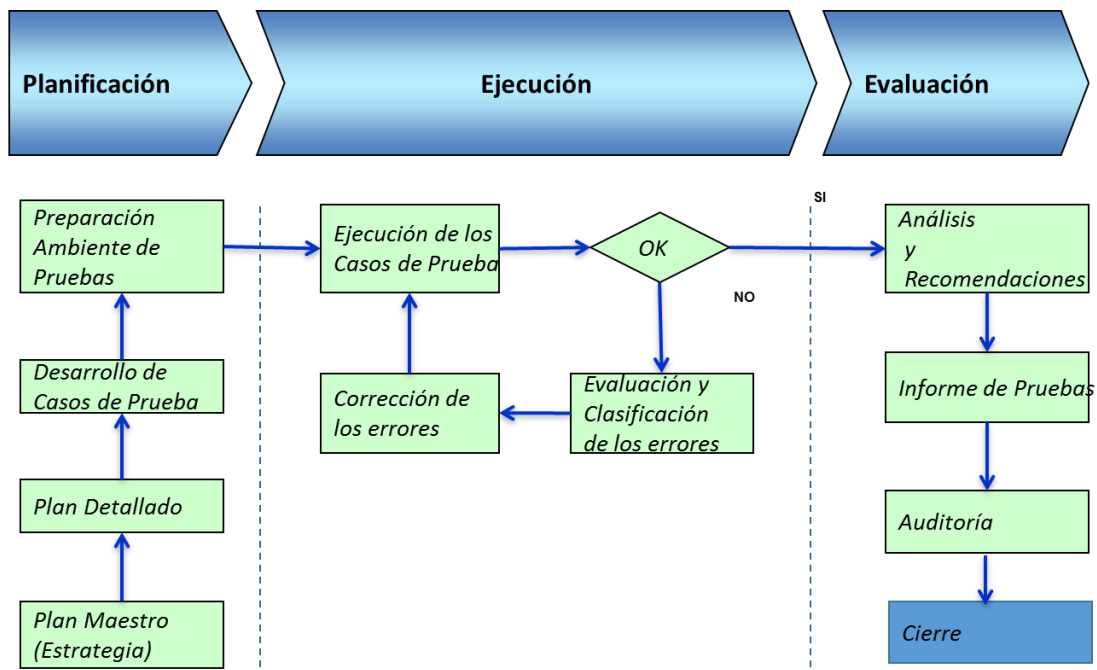 Planificación
Ejecución
Evaluación
Preparación
Ambiente de
Pruebas
Desarrollo de
Casos de Prueba
Plan Detallado
Plan Maestro
(Estrategia)
Ejecución de los
Casos de Prueba
OK
SI
NO
Corrección de
los errores
Evaluación y
Clasificación
de los errores
Análisis
y
Recomendaciones
Informe de Pruebas
Auditoría
Cierre